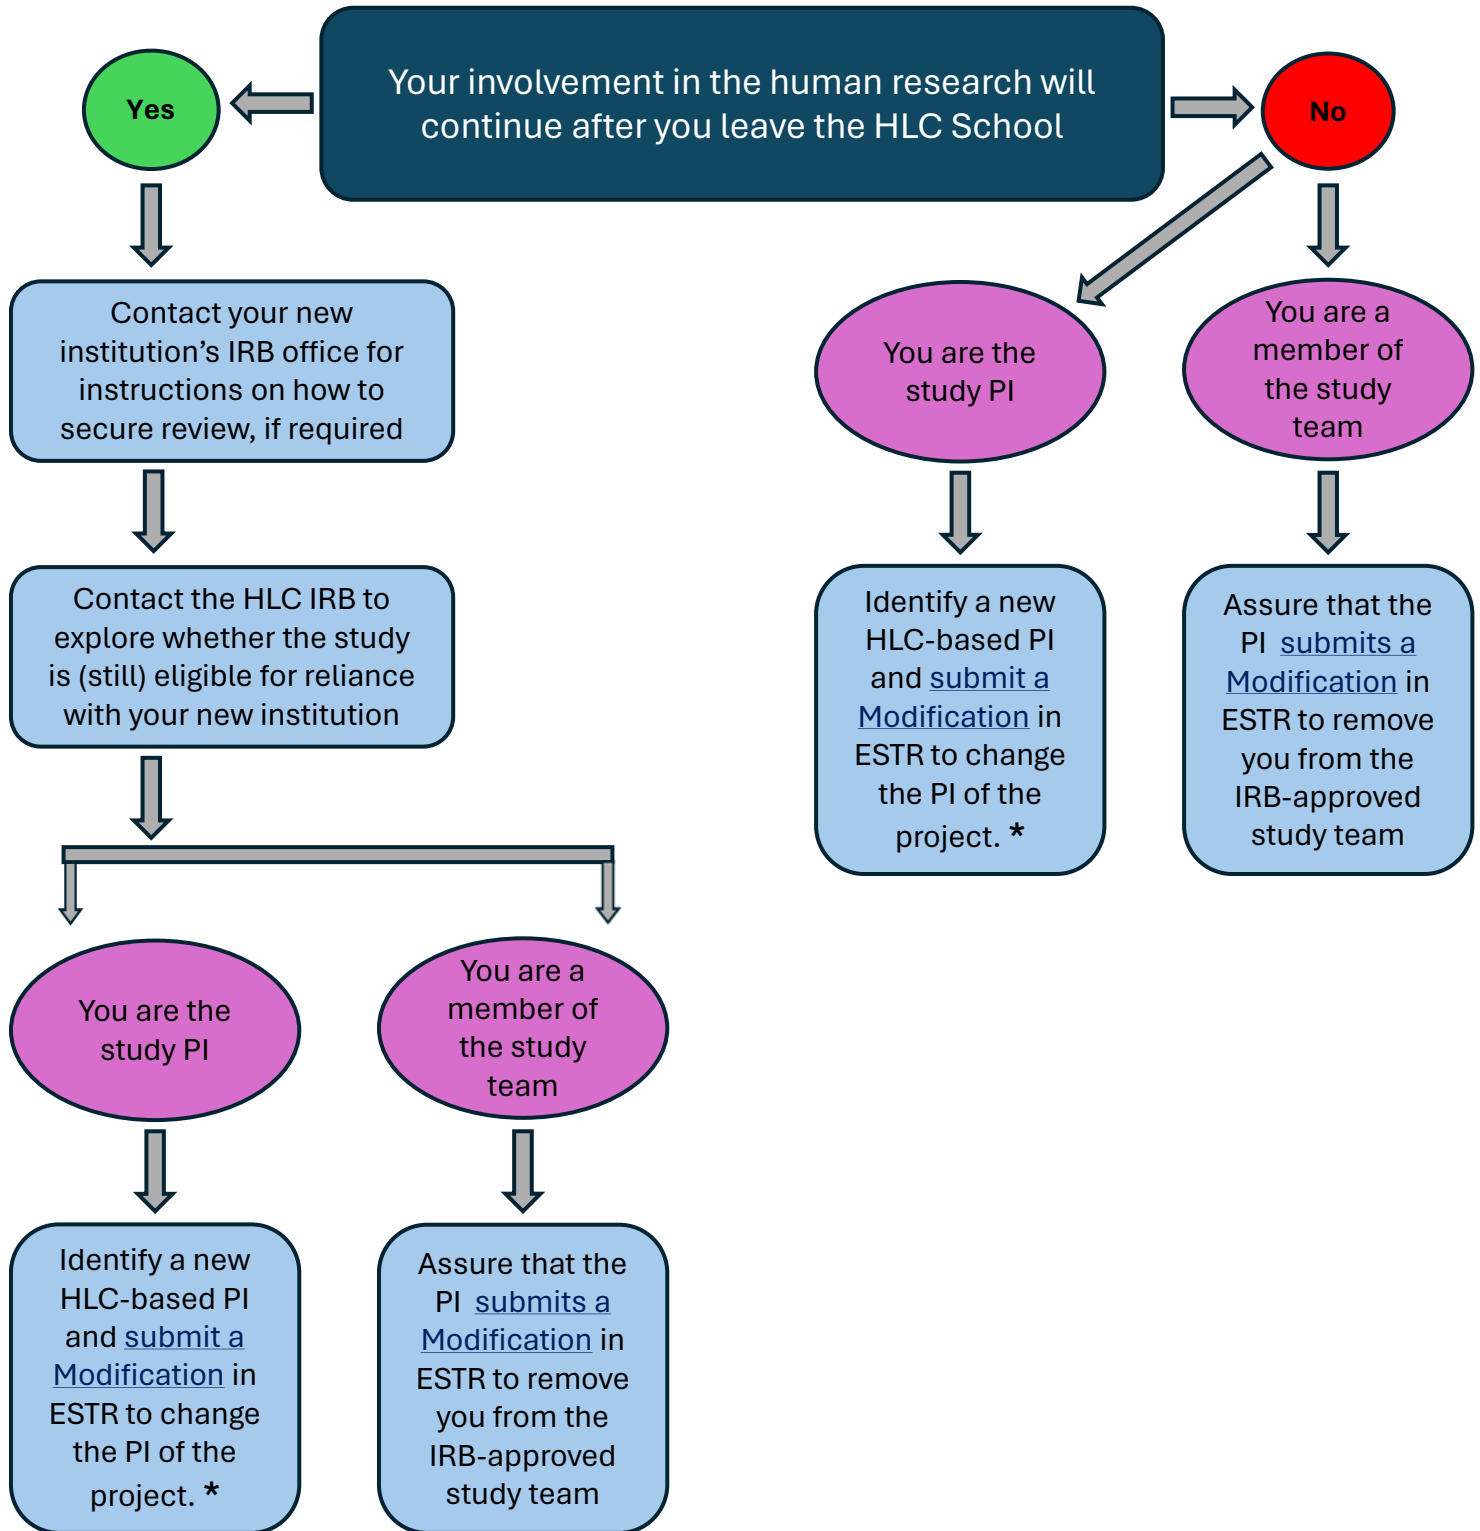 Your involvement in the human research will
continue after you leave the HLC School
Yes
No
Contact your new
institution’s IRB office for
instructions on how to
secure review, if required
Contact the HLC IRB to
explore whether the study
is (still) eligible for reliance
with your new institution
You are the
study PI
Identify a new
HLC-based PI
and submit a
Modification in
ESTR to change
the PI of the
project. *
You are a
member of
the study
team
Assure that the
PI submits a
Modification in
ESTR to remove
you from the
IRB-approved
study team
You are the
study PI
Identify a new
HLC-based PI
and submit a
Modification in
ESTR to change
the PI of the
project. *
You are a
member of
the study
team
Assure that the
PI submits a
Modification in
ESTR to remove
you from the
IRB-approved
study team